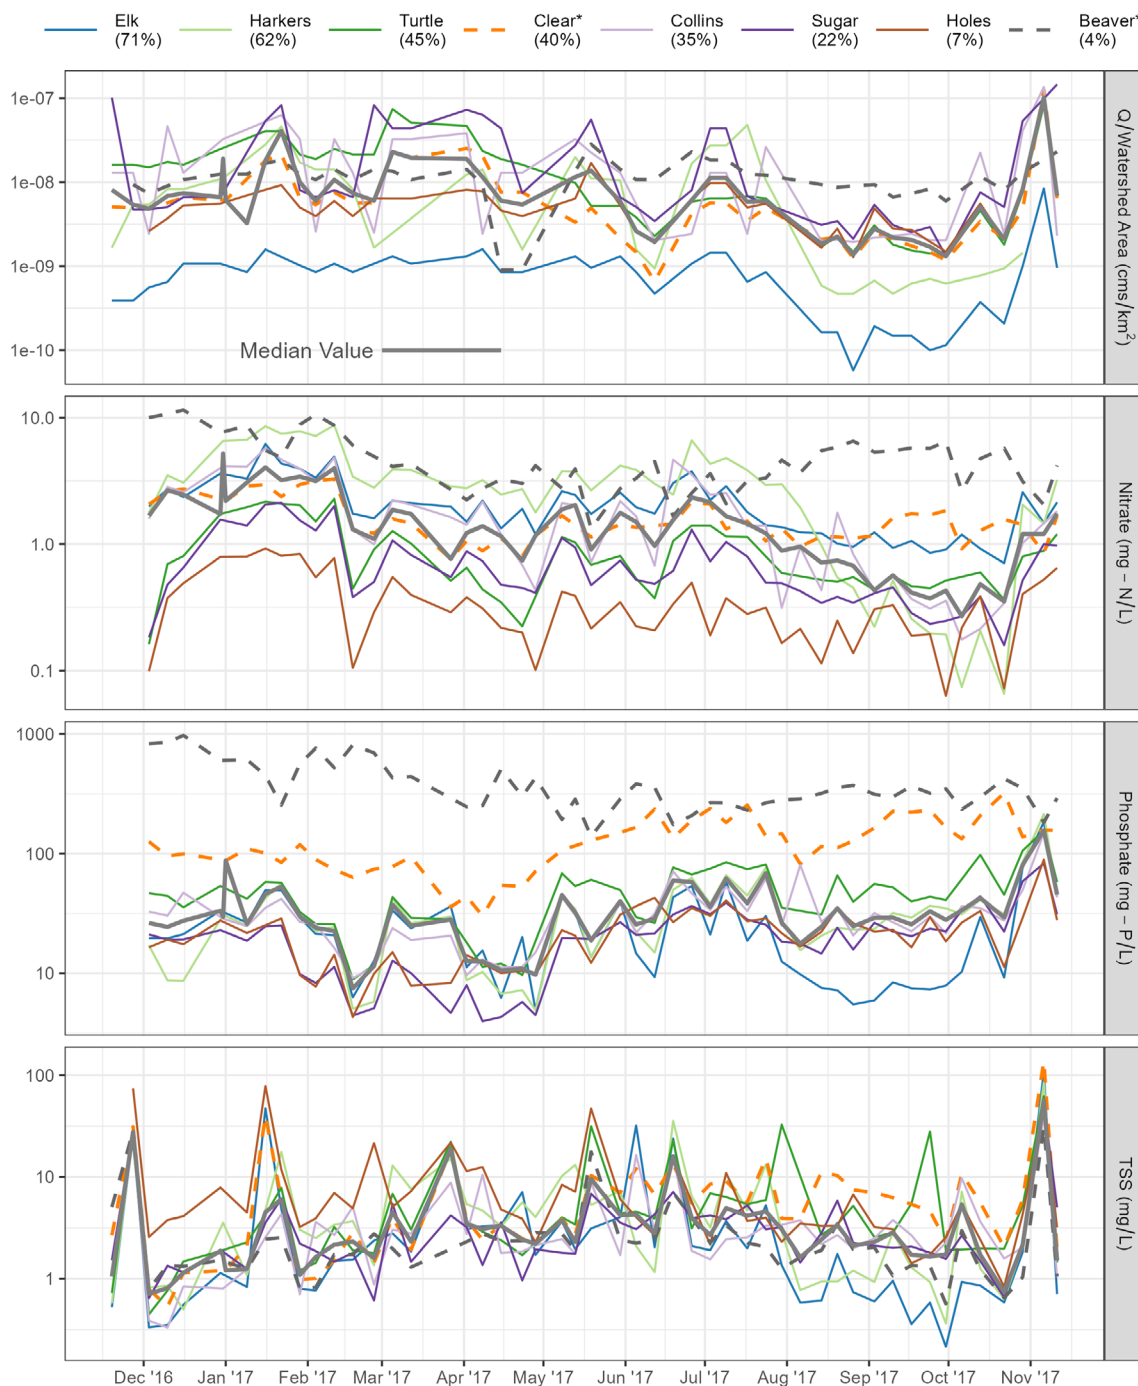 Elk Harkers Turtle Clear* Collins Sugar Holes Beaver*
(71%) (62%) (45%) (40%) (35%) (22%) (7%) (4%)
1e-07
1e-08
1e-09
1e-10
Median Value
Q/Watershed Area (cms/km²)
10.0
1.0
0.1
Nitrate (mg − N/L)
1000
100
10
Phosphate (mg − P/L)
100
10
1
TSS (mg/L)
Dec '16 Jan '17 Feb '17 Mar '17 Apr '17 May '17 Jun '17 Jul '17 Aug '17 Sep '17 Oct '17 Nov '17